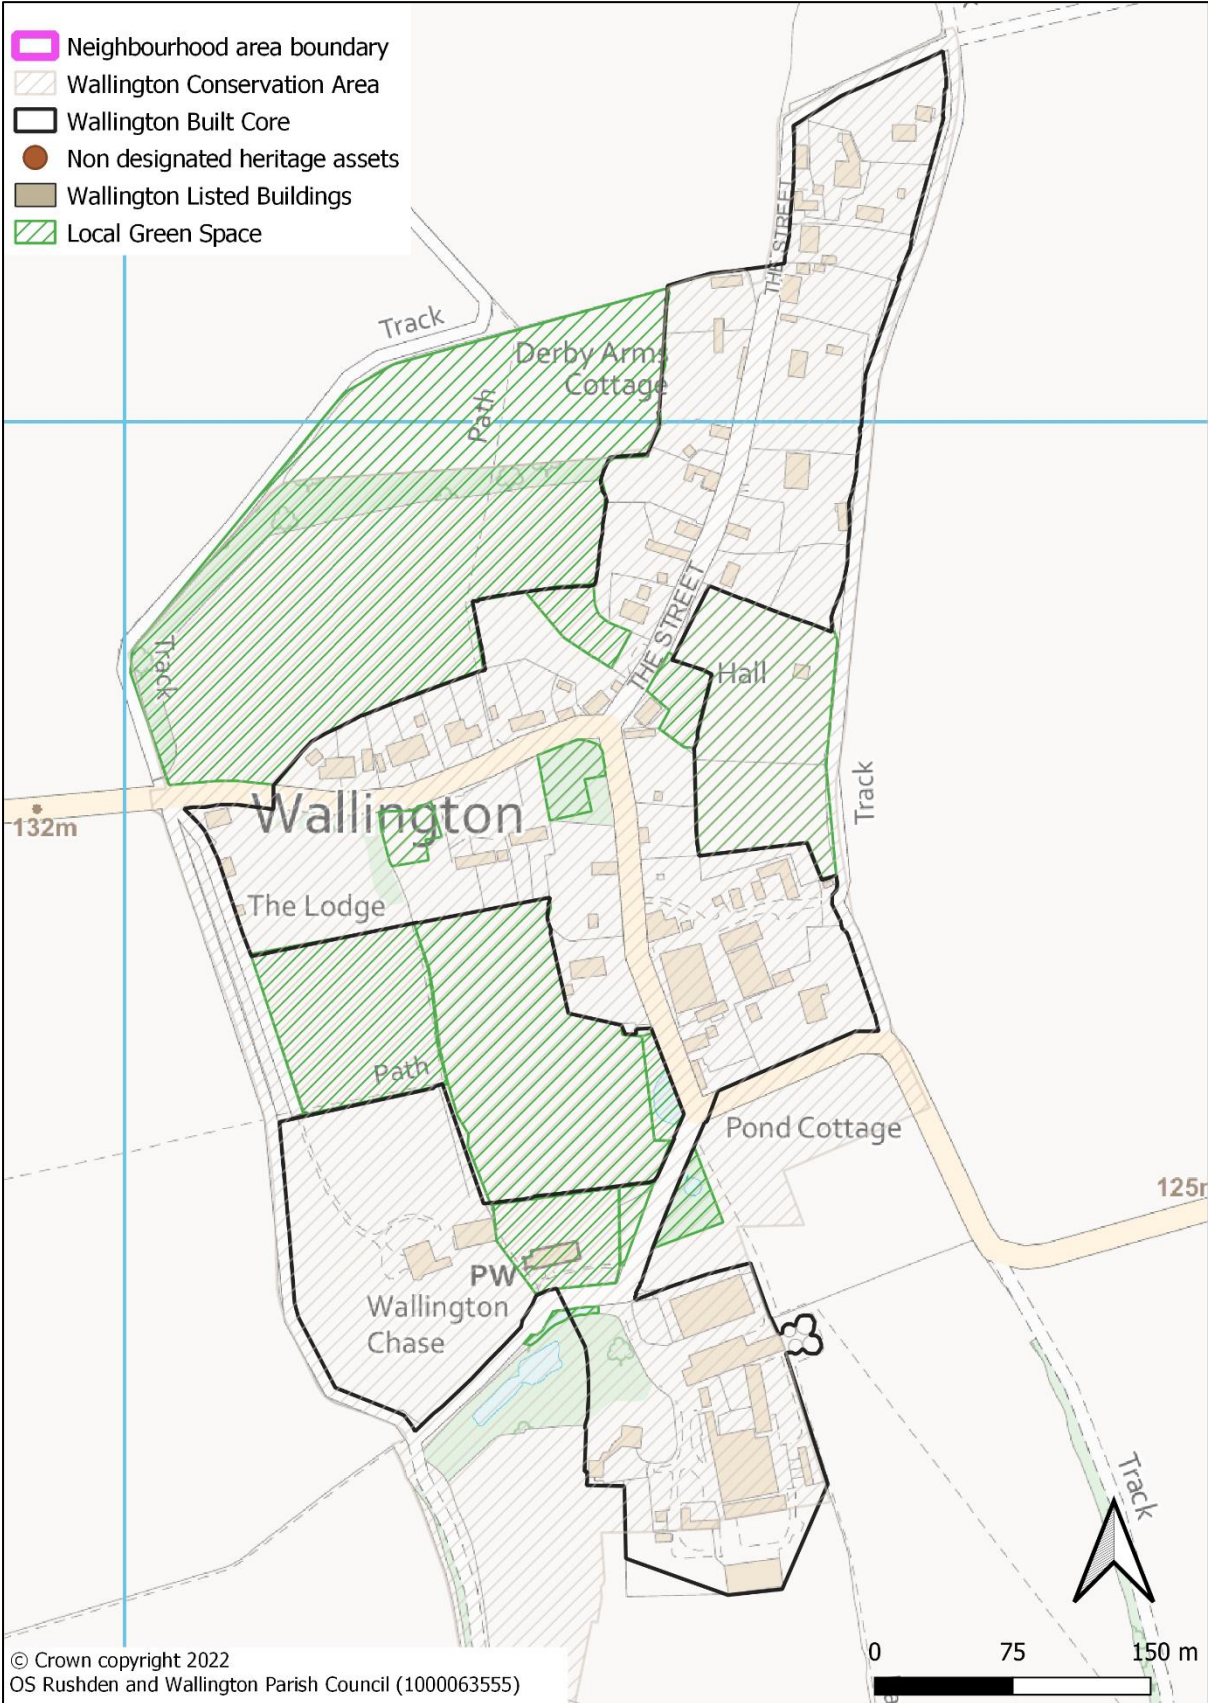 Neighbourhood area boundary
Wallington Conservation Area
Wallington Built Core
Non designated heritage assets
Wallington Listed Buildings
Local Green Space
THE STREET
Track
Derby Arms
Cottage
Path
THE STREET
Track
Hall
Track
Wallington
132m
The Lodge
Path
Pond Cottage
125m
PW
Wallington
Chase
Track
© Crown copyright 2022
OS Rushden and Wallington Parish Council (1000063555)
0 75 150 m